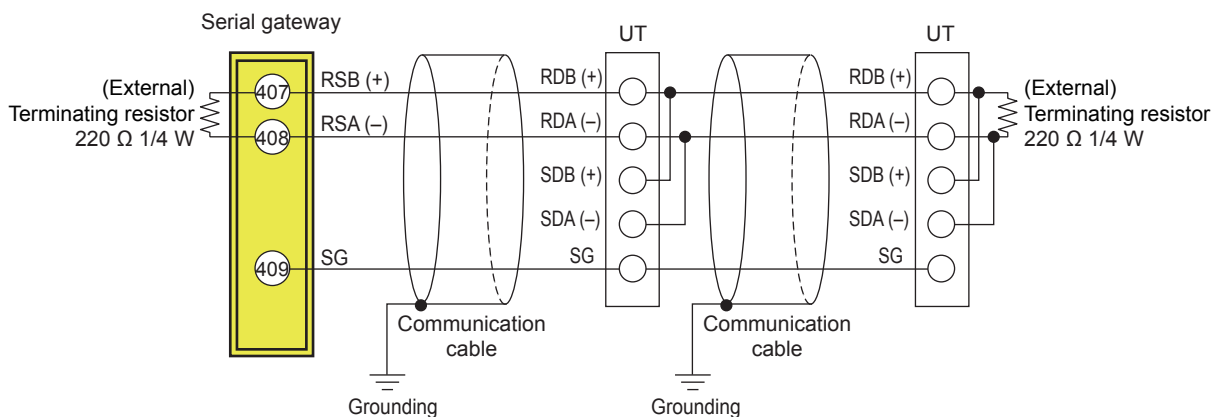 Serial gateway
(External)
Terminating resistor
220 Ω 1/4 W
407
408
409
RSB (+)
RSA (–)
SG
Communication
cable
Grounding
UT
RDB (+)
RDA (–)
SDB (+)
SDA (–)
SG
Communication
cable
Grounding
UT
RDB (+)
RDA (–)
SDB (+)
SDA (–)
SG
(External)
Terminating resistor
220 Ω 1/4 W